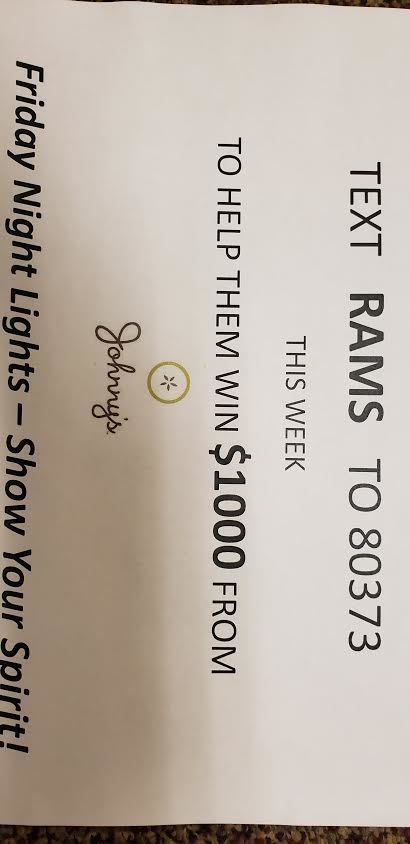 TEXT RAMS TO 80373
THIS WEEK
TO HELP THEM WIN $1000 FROM
Johnny's
Friday Night Lights – Show Your Spirit!